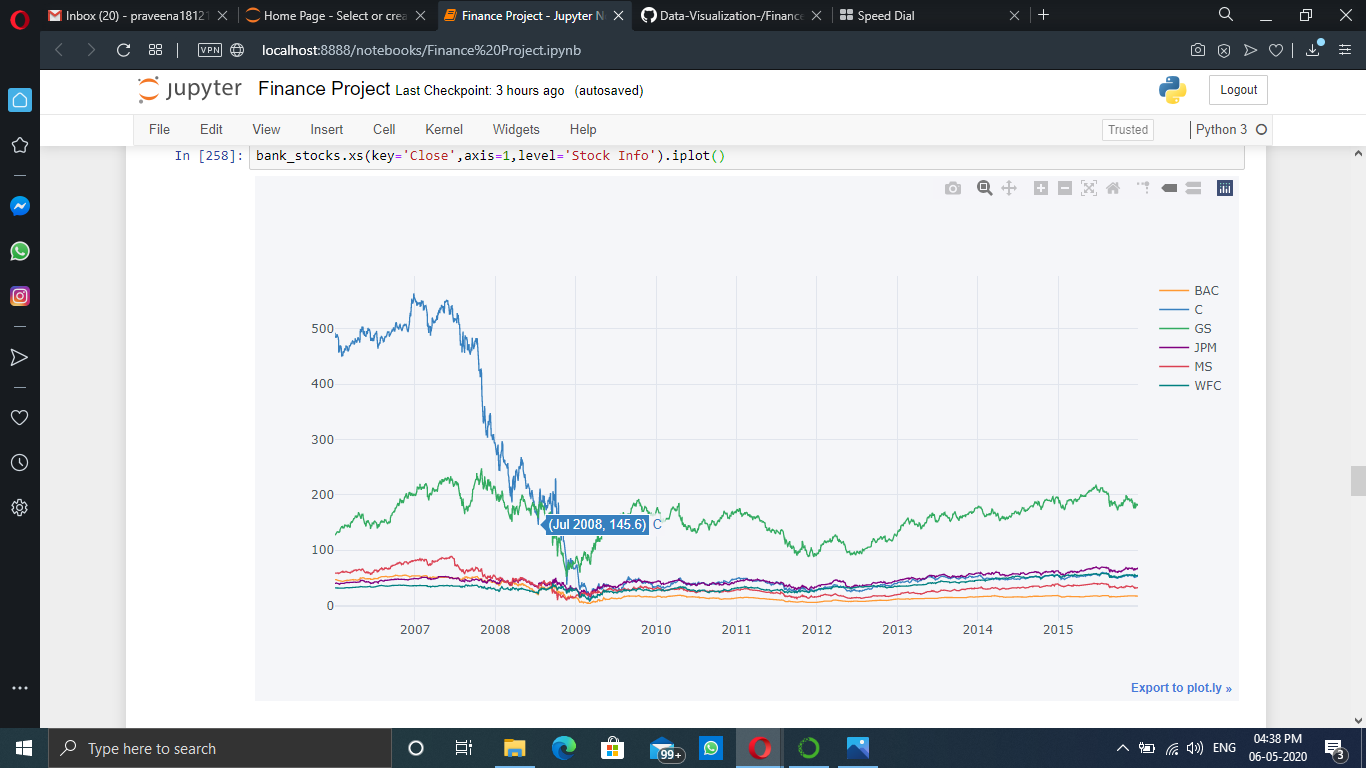 Inbox (20) - praveena18121
Home Page - Select or crea
Finance Project - Jupyter N
Data-Visualization-/Finance
Speed Dial
VPN
localhost:8888/notebooks/Finance%20Project.ipynb
jupyter
Finance Project Last Checkpoint: 3 hours ago (autosaved)
Logout
File Edit View Insert Cell Kernel Widgets Help
Trusted
Python 3
In [258]: bank_stocks.xs(key='Close',axis=1,level='Stock Info').iplot()
BAC
C
GS
JPM
MS
WFC
500
400
300
200
100
0
(Jul 2008, 145.6) C
2007 2008 2009 2010 2011 2012 2013 2014 2015
Export to plot.ly »
Type here to search
99+
ENG
04:38 PM
06-05-2020
3